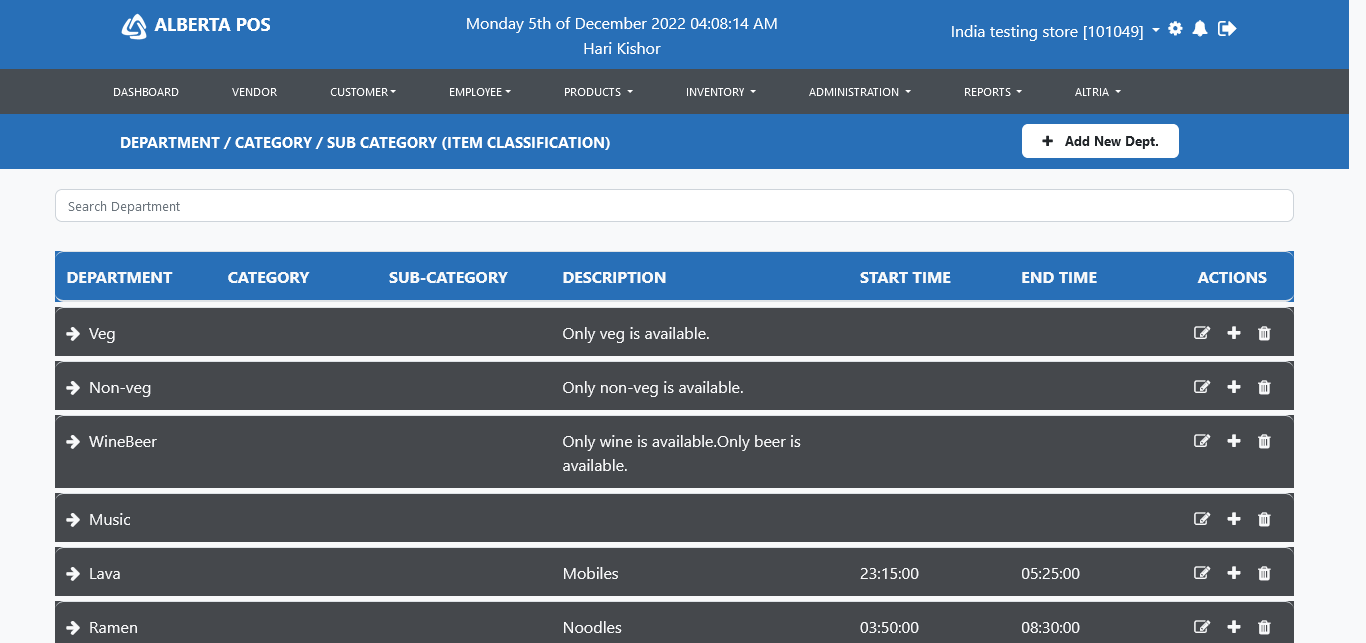 ALBERTA POS
Monday 5th of December 2022 04:08:14 AM
Hari Kishor
India testing store [101049]
DASHBOARD VENDOR CUSTOMER EMPLOYEE PRODUCTS INVENTORY ADMINISTRATION REPORTS ALTRIA
DEPARTMENT / CATEGORY / SUB CATEGORY (ITEM CLASSIFICATION)
Add New Dept.
Search Department
DEPARTMENT CATEGORY SUB-CATEGORY DESCRIPTION START TIME END TIME ACTIONS
Veg Only veg is available.
Non-veg Only non-veg is available.
WineBeer Only wine is available.Only beer is
available.
Music
Lava Mobiles 23:15:00 05:25:00
Ramen Noodles 03:50:00 08:30:00